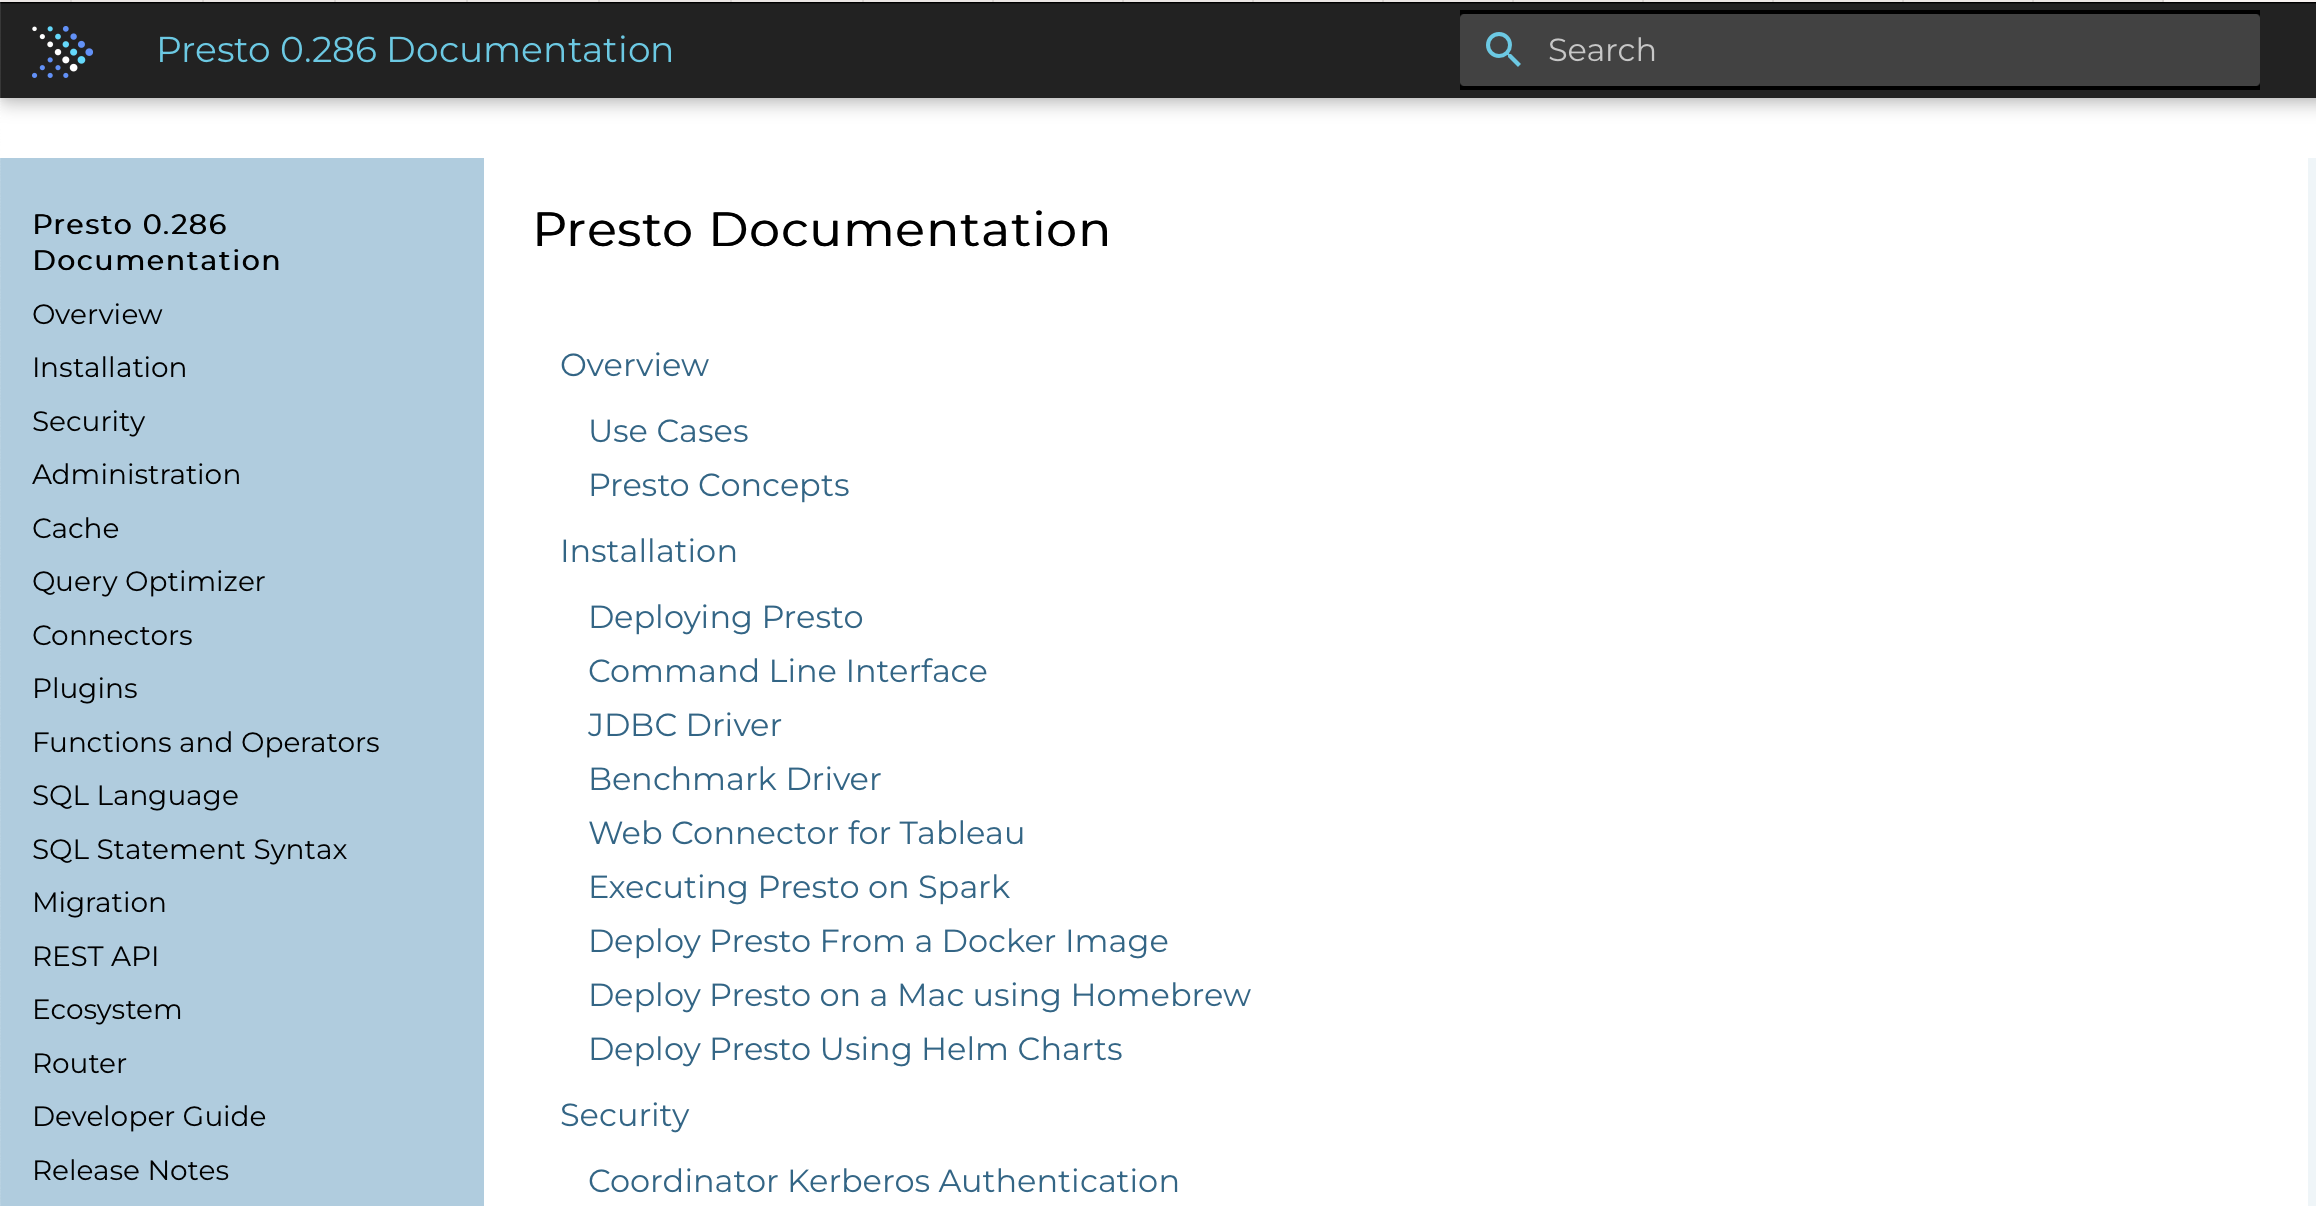 Presto 0.286 Documentation
Search
Presto 0.286
Documentation
Overview
Installation
Security
Administration
Cache
Query Optimizer
Connectors
Plugins
Functions and Operators
SQL Language
SQL Statement Syntax
Migration
REST API
Ecosystem
Router
Developer Guide
Release Notes
Presto Documentation
Overview
Use Cases
Presto Concepts
Installation
Deploying Presto
Command Line Interface
JDBC Driver
Benchmark Driver
Web Connector for Tableau
Executing Presto on Spark
Deploy Presto From a Docker Image
Deploy Presto on a Mac using Homebrew
Deploy Presto Using Helm Charts
Security
Coordinator Kerberos Authentication